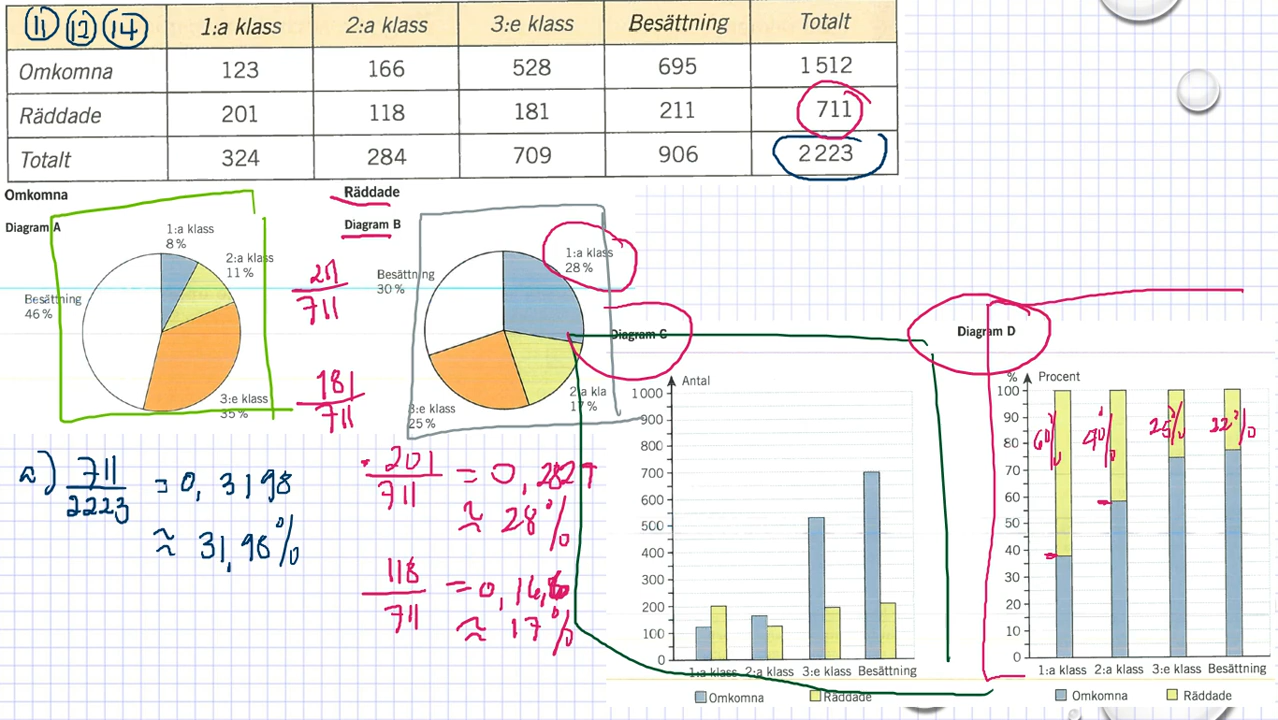 11 12 14 1:a klass 2:a klass 3:e klass Besättning Totalt
Omkomna 123 166 528 695 1 512
Räddade 201 118 181 211 711
Totalt 324 284 709 906 2 223
Omkomna
Diagram A
1:a klass
8 %
2:a klass
11 %
Besättning
46 %
3:e klass
35 %
Räddade
Diagram B
1:a klass
28 %
Besättning
30 %
2:a kla
17 %
3:e klass
25 %
211
711
181
711
a) 711
2223
= 0,3198
≈ 31,98%
201
711
= 0,2827
≈ 28%
118
711
= 0,16
≈ 17%
Diagram C
Antal
1 000
900
800
700
600
500
400
300
200
100
0
1:a klass 2:a klass 3:e klass Besättning
Omkomna Räddade
Diagram D
% Procent
100
90
80
70
60
50
40
30
20
10
0
60% 40% 25% 22%
1:a klass 2:a klass 3:e klass Besättning
Omkomna Räddade